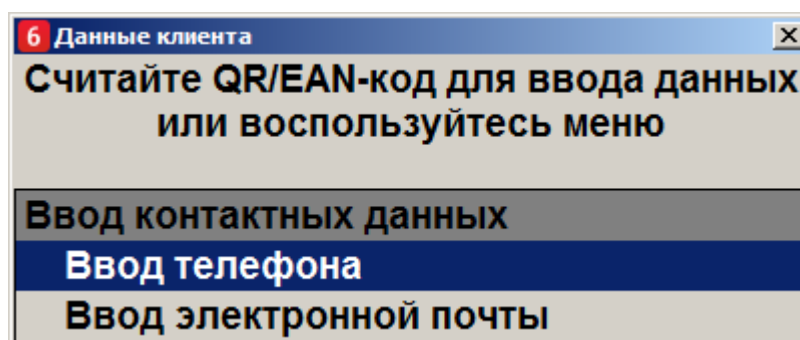 6 Данные клиента
Считайте QR/EAN-код для ввода данных
или воспользуйтесь меню
Ввод контактных данных
Ввод телефона
Ввод электронной почты